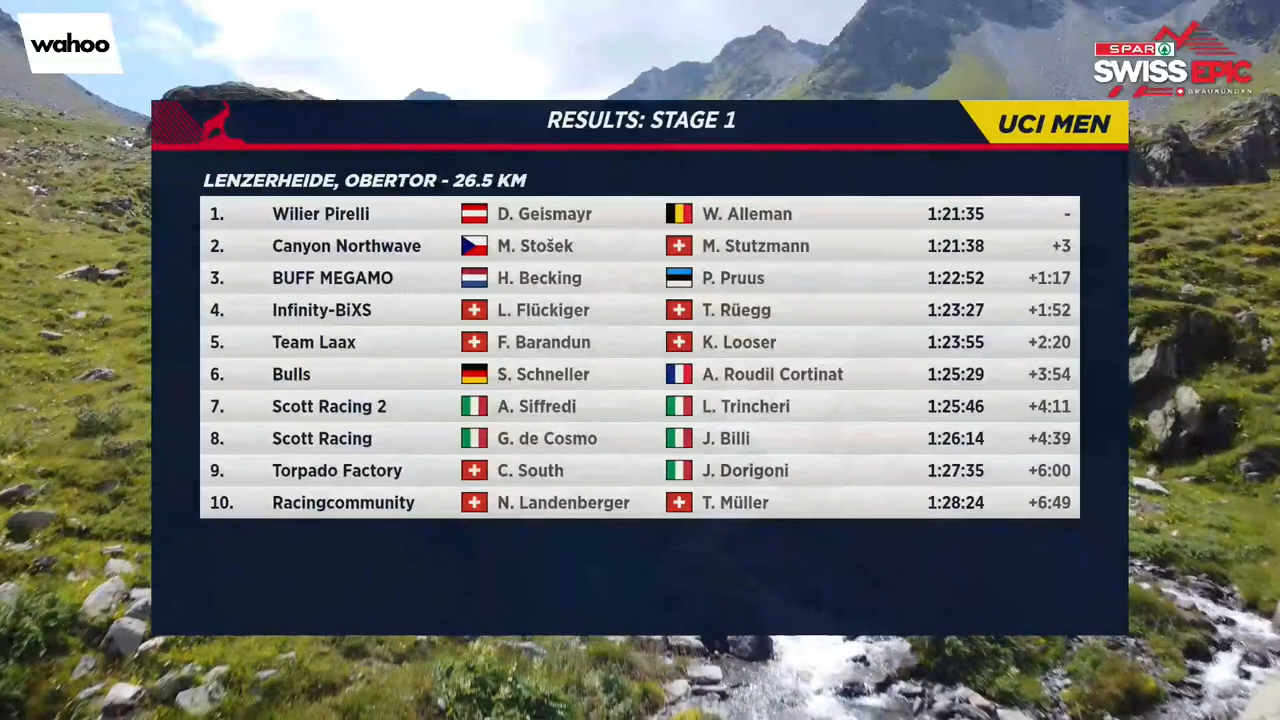 wahoo
SPAR
SWISS EPIC
GRAUBÜNDEN
RESULTS: STAGE 1
UCI MEN
LENZERHEIDE, OBERTOR - 26.5 KM
1. Wilier Pirelli D. Geismayr W. Alleman 1:21:35 -
2. Canyon Northwave M. Stošek M. Stutzmann 1:21:38 +3
3. BUFF MEGAMO H. Becking P. Pruus 1:22:52 +1:17
4. Infinity-BiXS L. Flückiger T. Rüegg 1:23:27 +1:52
5. Team Laax F. Barandun K. Looser 1:23:55 +2:20
6. Bulls S. Schneller A. Roudil Cortinat 1:25:29 +3:54
7. Scott Racing 2 A. Siffredi L. Trincheri 1:25:46 +4:11
8. Scott Racing G. de Cosmo J. Billi 1:26:14 +4:39
9. Torpado Factory C. South J. Dorigoni 1:27:35 +6:00
10. Racingcommunity N. Landenberger T. Müller 1:28:24 +6:49